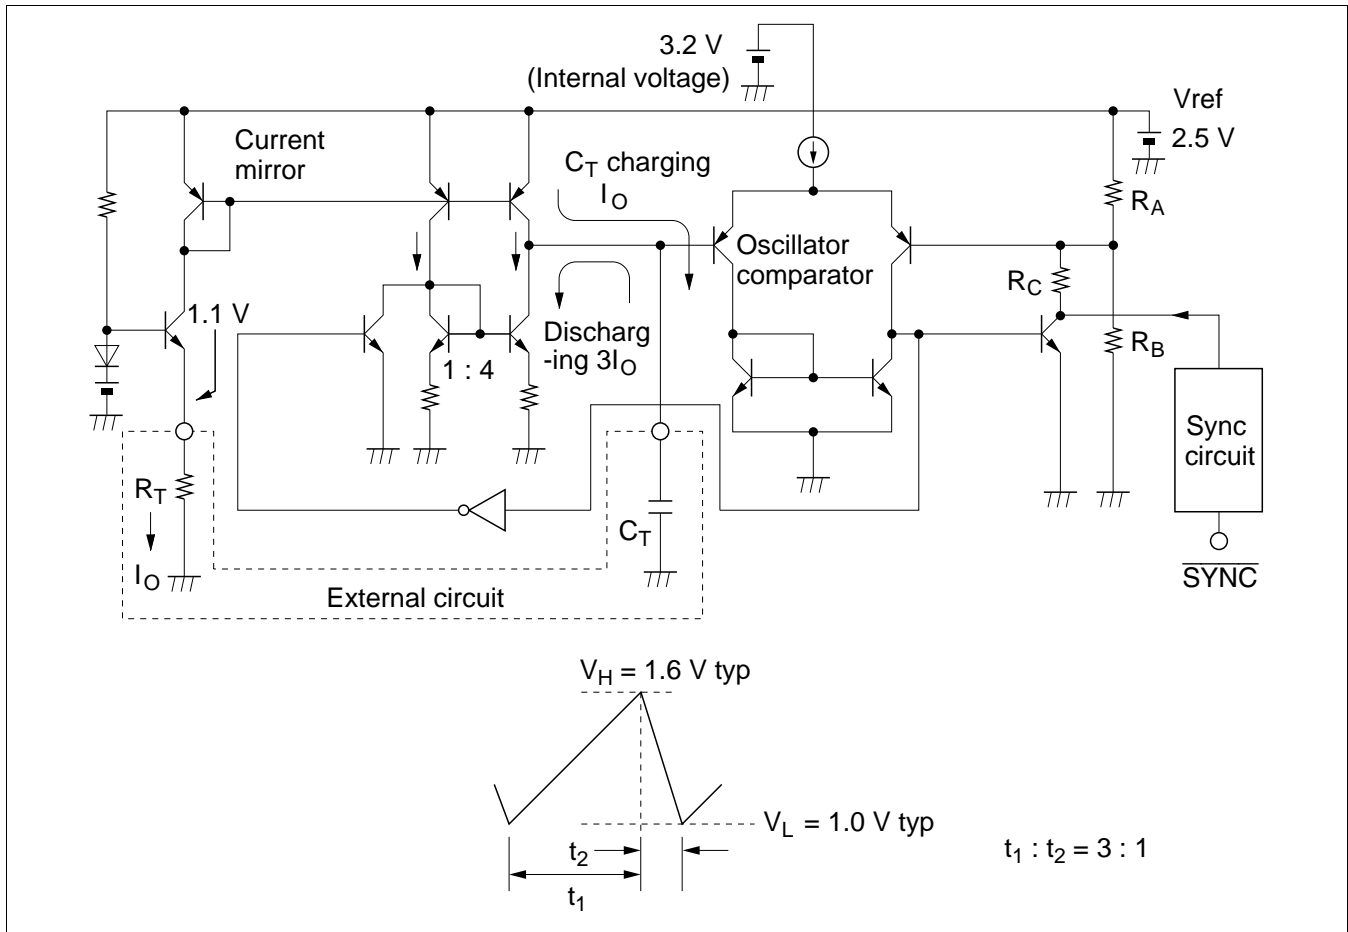 3.2 V
(Internal voltage)
Vref
2.5 V
Current
mirror
C_T charging
I_O
R_A
Oscillator
comparator
R_C
1.1 V
Discharg
-ing 3I_O
R_B
1 : 4
Sync
circuit
R_T
C_T
I_O
SYNC
External circuit
V_H = 1.6 V typ
V_L = 1.0 V typ
t_2
t_1 : t_2 = 3 : 1
t_1